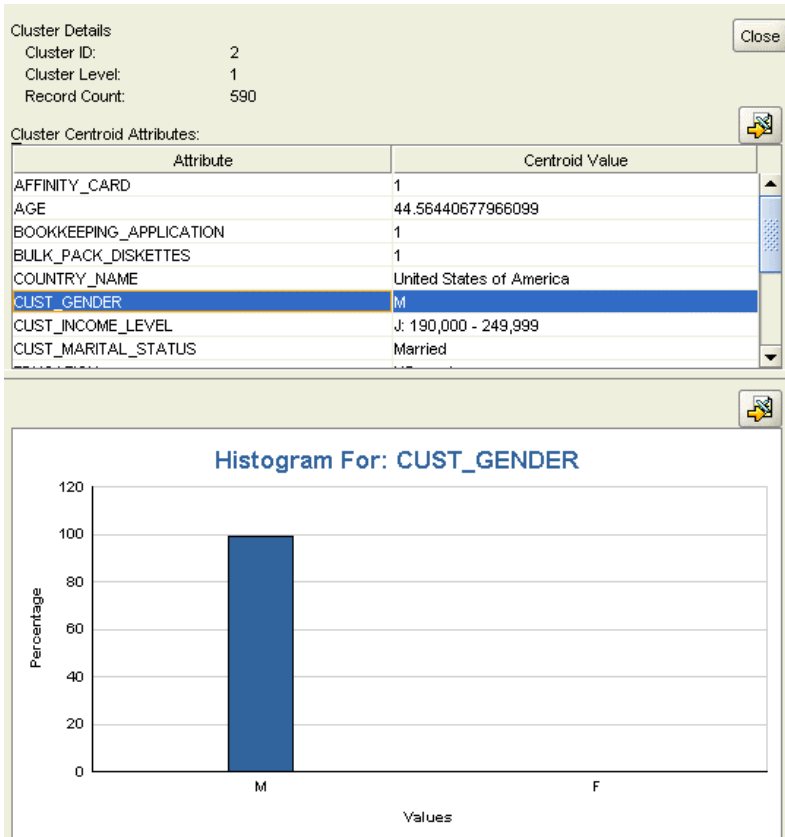 Cluster Details
Close
Cluster ID: 2
Cluster Level: 1
Record Count: 590
Cluster Centroid Attributes:
Attribute Centroid Value
AFFINITY_CARD 1
AGE 44.56440677966099
BOOKKEEPING_APPLICATION 1
BULK_PACK_DISKETTES 1
COUNTRY_NAME United States of America
CUST_GENDER M
CUST_INCOME_LEVEL J: 190,000 - 249,999
CUST_MARITAL_STATUS Married
Histogram For: CUST_GENDER
120
100
80
60
40
20
0
Percentage
M F
Values